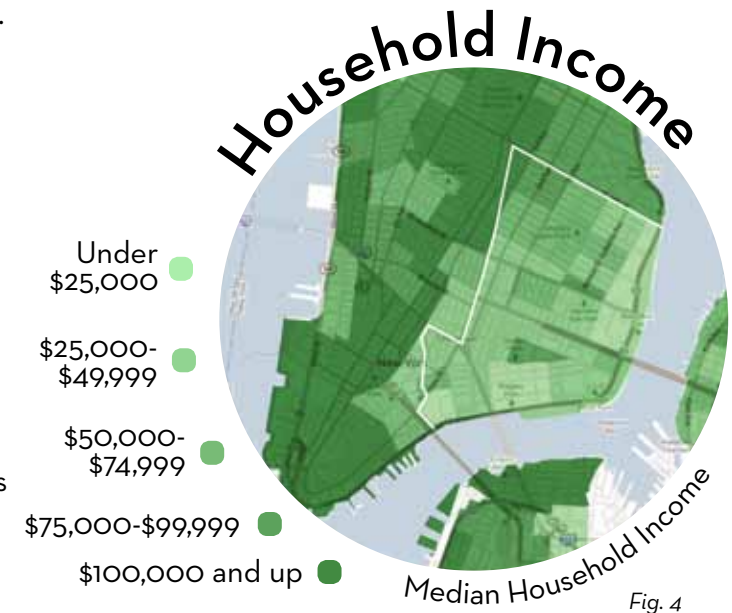 Household Income
Under
$25,000
$25,000-
$49,999
$50,000-
$74,999
s
$75,000-$99,999
$100,000 and up
Median Household Income
Fig. 4